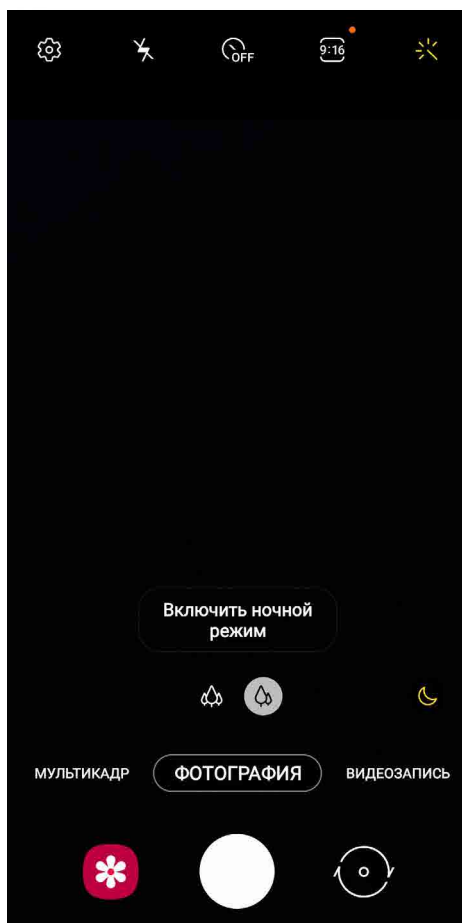 OFF
9:16
Включить ночной
режим
МУЛЬТИКАДР
ФОТОГРАФИЯ
ВИДЕОЗАПИСЬ